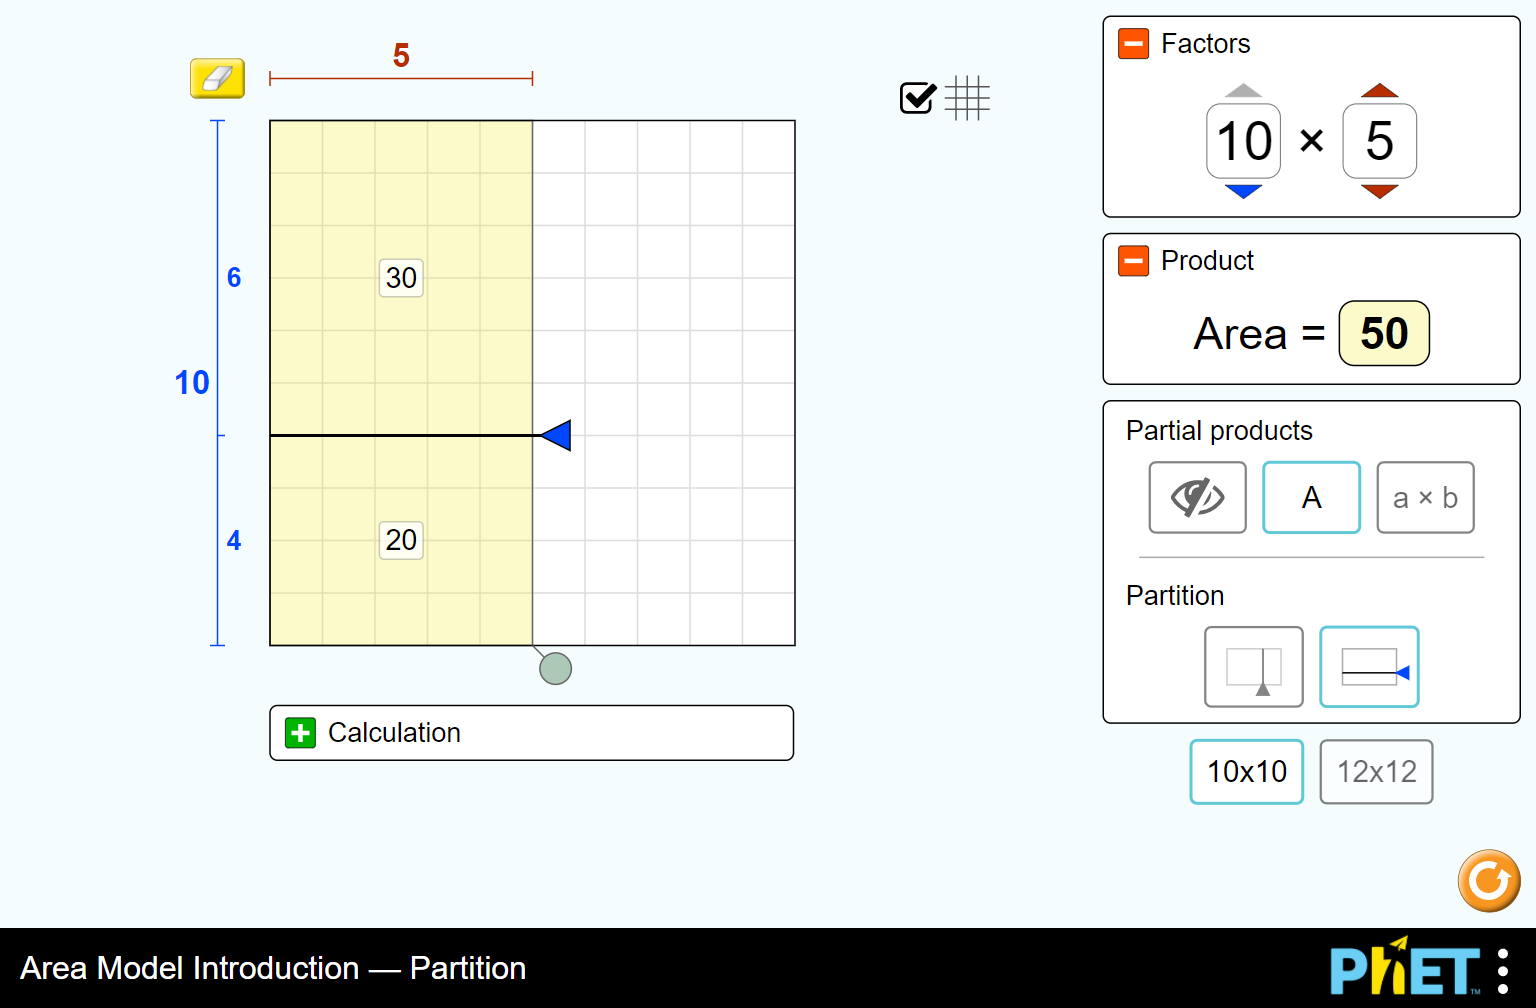 5
6
10
4
30
20
Calculation
Factors
10 × 5
Product
Area = 50
Partial products
A
a × b
Partition
10x10
12x12
Area Model Introduction — Partition
PhET™